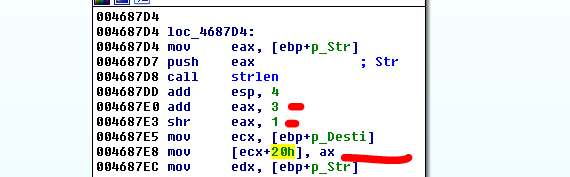 004687D4
004687D4 loc_4687D4:
004687D4 mov eax, [ebp+p_Str]
004687D7 push eax ; Str
004687D8 call strlen
004687DD add esp, 4
004687E0 add eax, 3
004687E3 shr eax, 1
004687E5 mov ecx, [ebp+p_Desti]
004687E8 mov [ecx+20h], ax
004687EC mov edx, [ebp+p_Str]